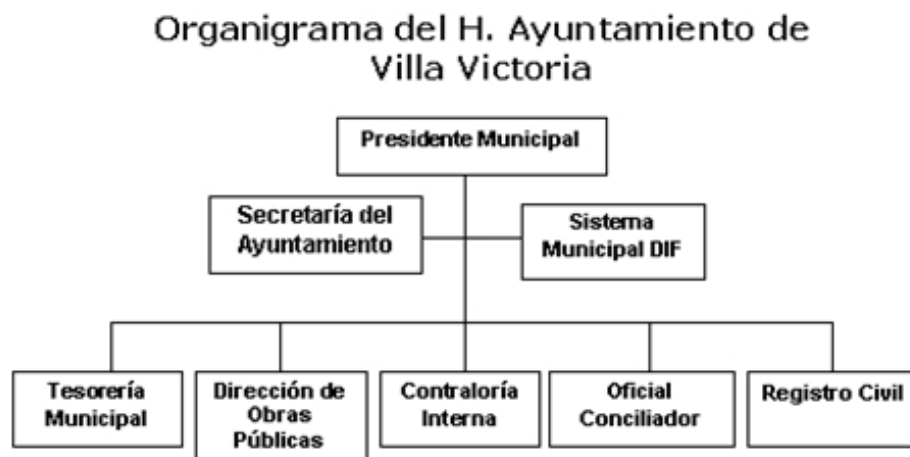 Organigrama del H. Ayuntamiento de
Villa Victoria
Presidente Municipal
Secretaría del
Ayuntamiento
Sistema
Municipal DIF
Tesorería
Municipal
Dirección de
Obras
Públicas
Contraloría
Interna
Oficial
Conciliador
Registro Civil